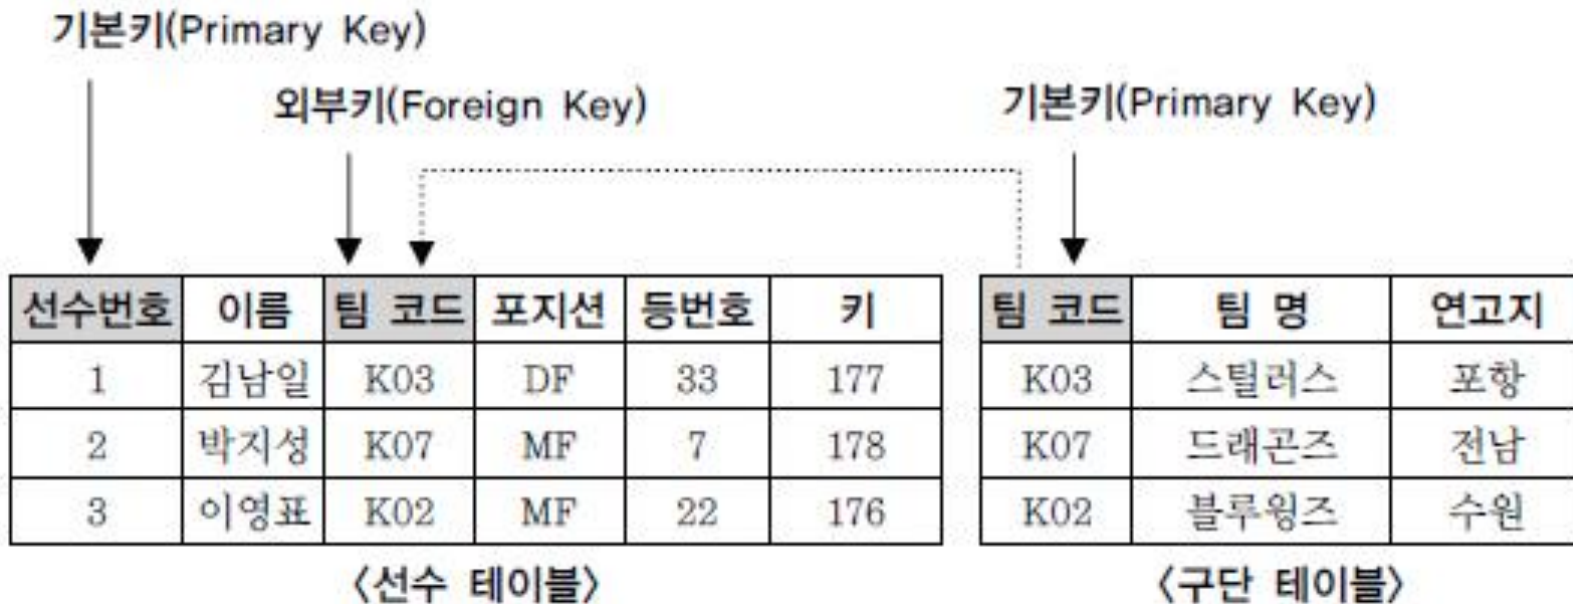 기본키(Primary Key)
외부키(Foreign Key) 기본키(Primary Key)
선수번호 이름 팀 코드 포지션 등번호 키 팀 코드 팀 명 연고지
1 김남일 K03 DF 33 177 K03 스틸러스 포항
2 박지성 K07 MF 7 178 K07 드래곤즈 전남
3 이영표 K02 MF 22 176 K02 블루윙즈 수원
〈선수 테이블〉 〈구단 테이블〉